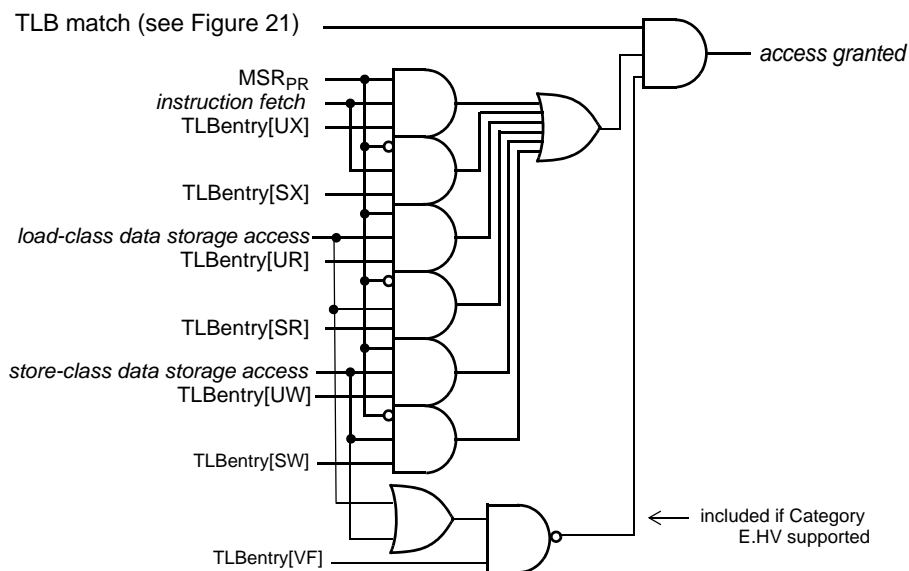 TLB match (see Figure 21)
access granted
MSRPR
instruction fetch
TLBentry[UX]
TLBentry[SX]
load-class data storage access
TLBentry[UR]
TLBentry[SR]
store-class data storage access
TLBentry[UW]
TLBentry[SW]
included if Category
E.HV supported
TLBentry[VF]